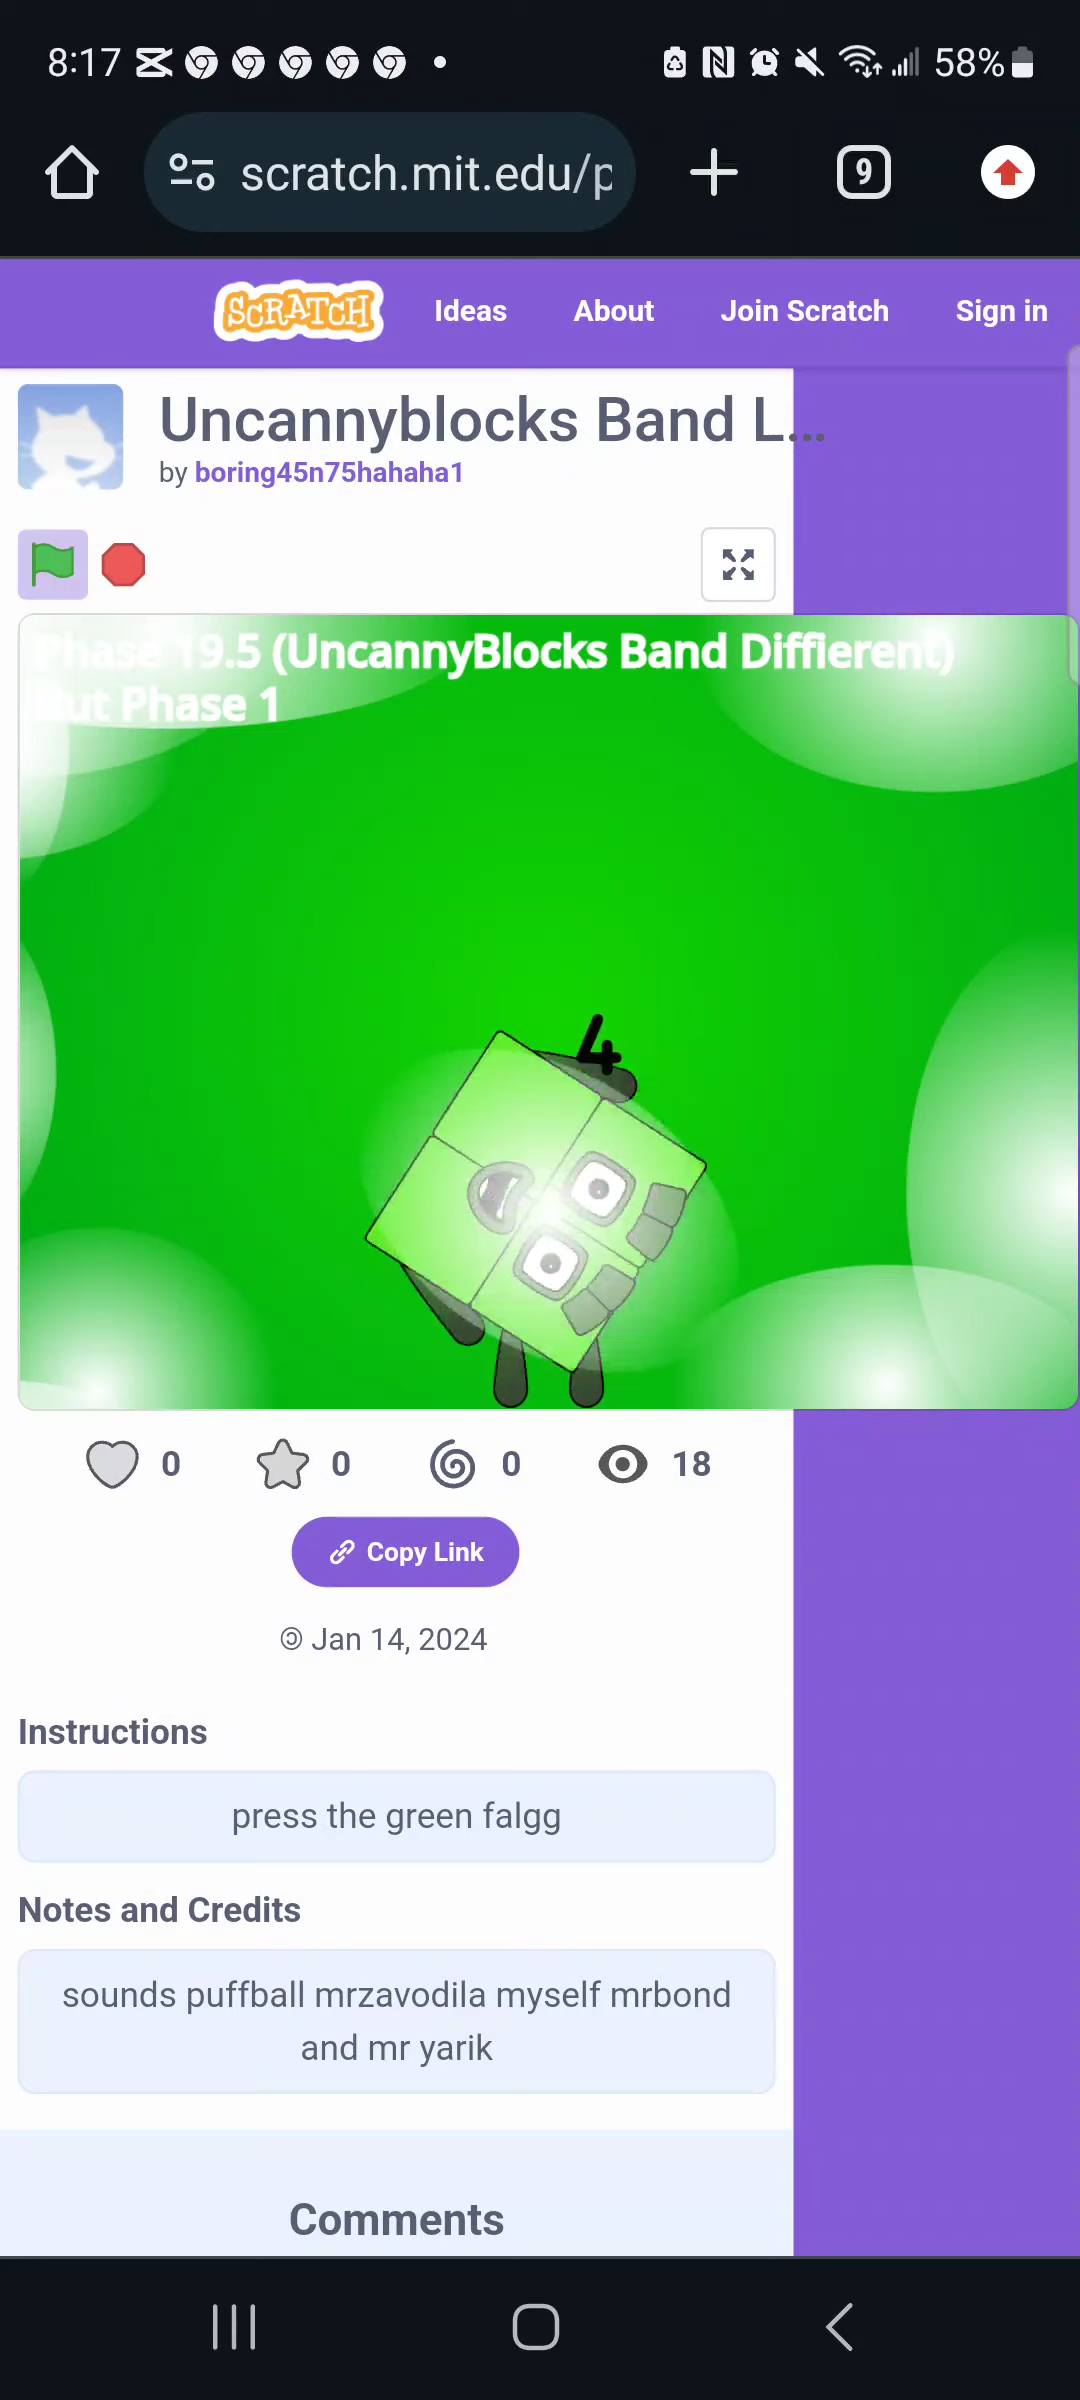 8:17
58%
scratch.mit.edu/p
9
SCRATCH
Ideas
About
Join Scratch
Sign in
Uncannyblocks Band L...
by boring45n75hahaha1
Phase 19.5 (UncannyBlocks Band Diffierent)
But Phase 1
4
0
0
0
18
Copy Link
Jan 14, 2024
Instructions
press the green falgg
Notes and Credits
sounds puffball mrzavodila myself mrbond
and mr yarik
Comments